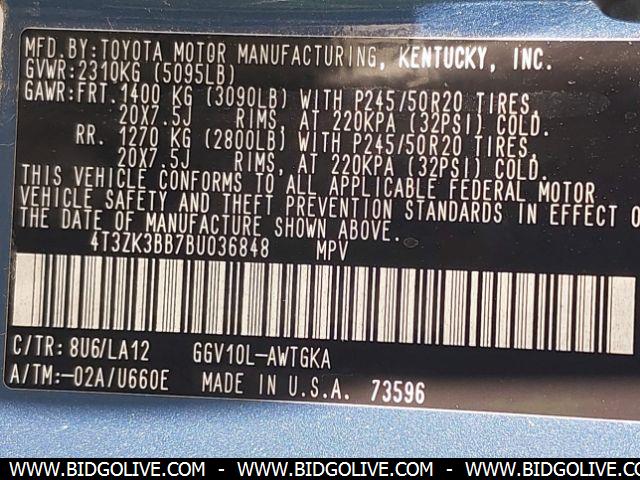 MFD.BY:TOYOTA MOTOR MANUFACTURING, KENTUCKY, INC.
GVWR:2310KG (5095LB)
GAWR:FRT.1400 KG (3090LB) WITH P245/50R20 TIRES,
20X7.5J RIMS, AT 220KPA (32PSI) COLD.
RR. 1270 KG (2800LB) WITH P245/50R20 TIRES,
20X7.5J RIMS, AT 220KPA (32PSI) COLD.
THIS VEHICLE CONFORMS TO ALL APPLICABLE FEDERAL MOTOR
VEHICLE SAFETY AND THEFT PREVENTION STANDARDS IN EFFECT O
THE DATE OF MANUFACTURE SHOWN ABOVE.
4T3ZK3BB7BU036848 MPV
C/TR: 8U6/LA12 GGV10L-AWTGKA
A/TM:-02A/U660E MADE IN U.S.A. 73596
WWW.BIDGOLIVE.COM - WWW.BIDGOLIVE.COM - WWW.BIDGOLIVE.COM